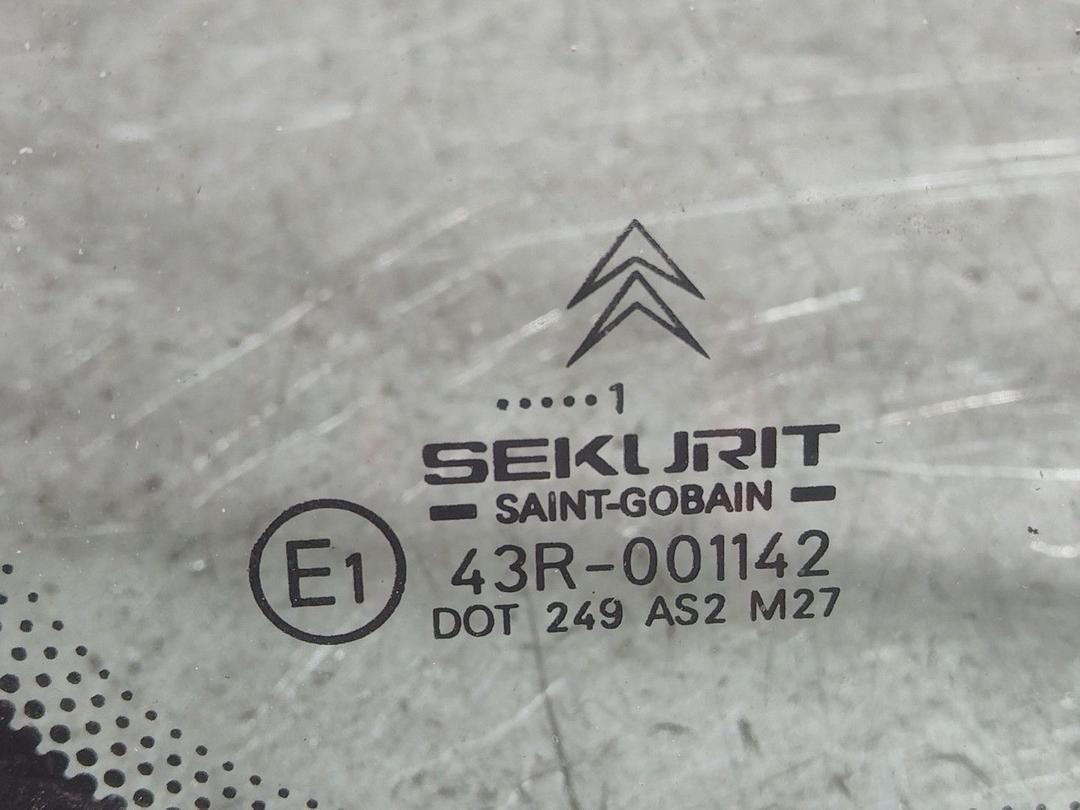 .....1
SEKURIT
SAINT-GOBAIN
E1
43R-001142
DOT 249 AS2 M27